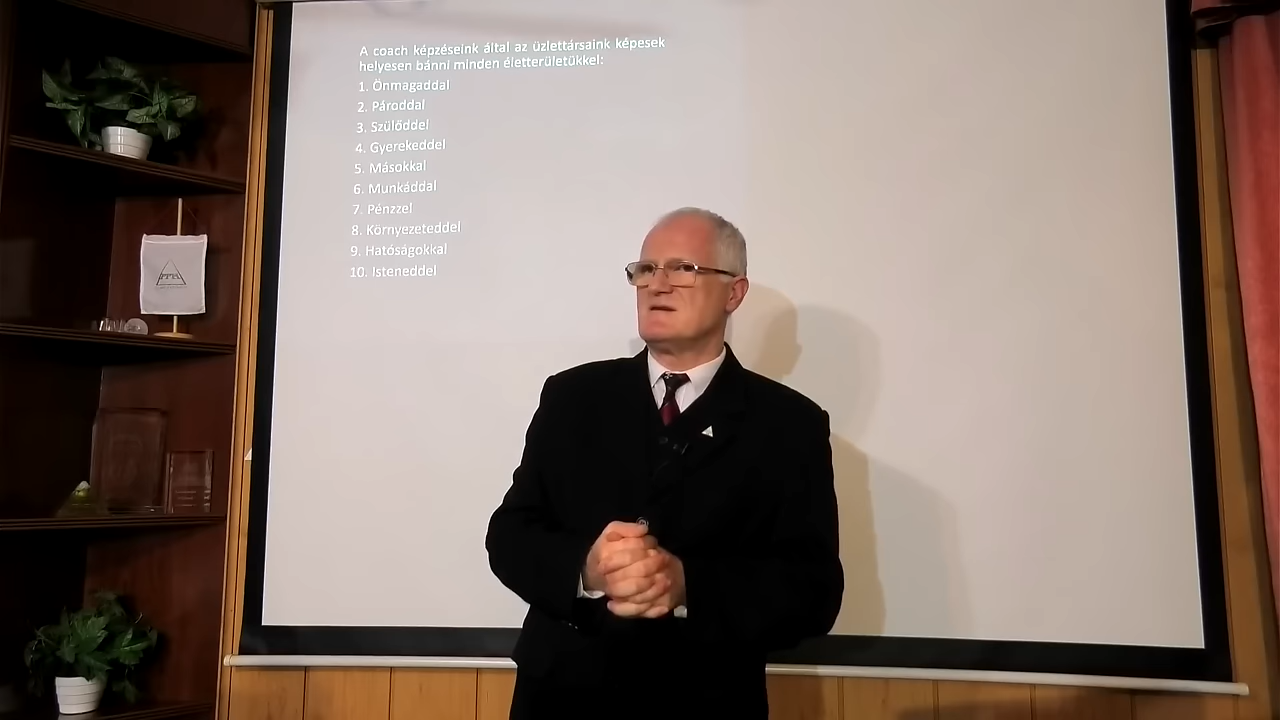 A coach képzéseink által az üzlettársaink képesek
helyesen bánni minden életterületükkel:
1. Önmagaddal
2. Pároddal
3. Szülőddel
4. Gyerekeddel
5. Másokkal
6. Munkáddal
7. Pénzzel
8. Környezeteddel
9. Hatóságokkal
10. Isteneddel